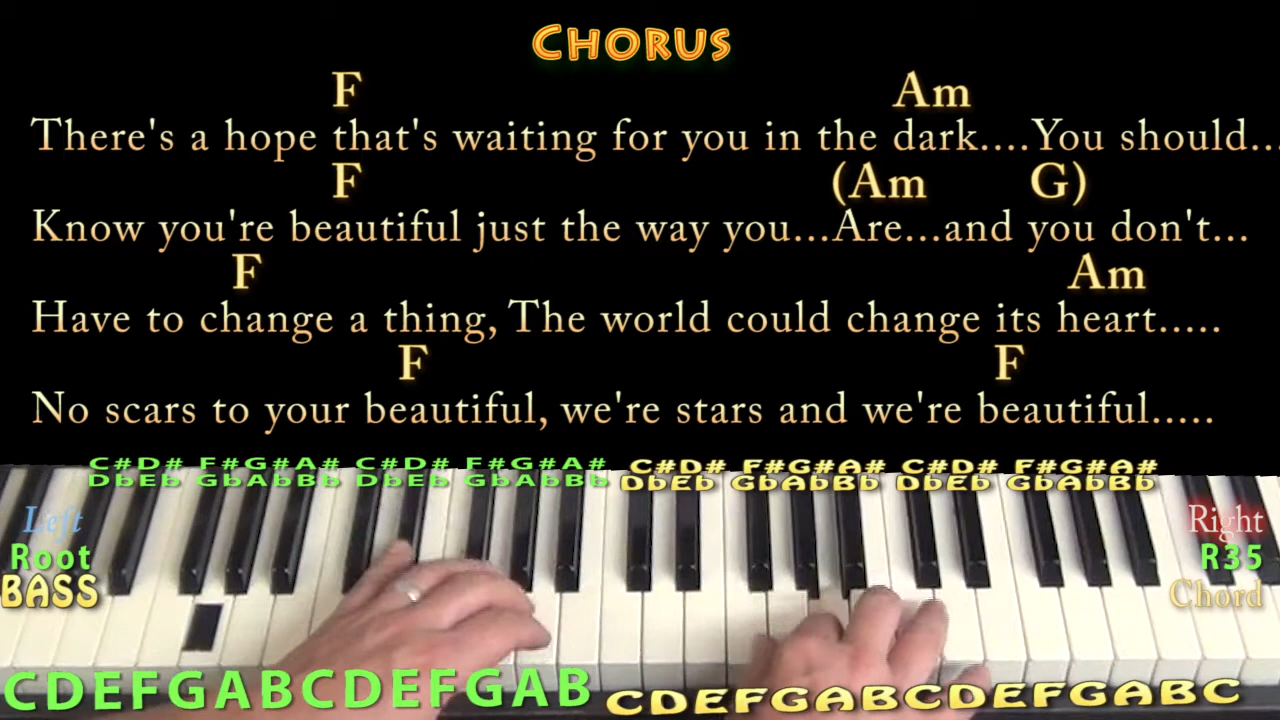 CHORUS
F Am
There's a hope that's waiting for you in the dark....You should...
F (Am G)
Know you're beautiful just the way you...Are...and you don't...
F Am
Have to change a thing, The world could change its heart.....
F F
No scars to your beautiful, we're stars and we're beautiful.....
C#D# F#G#A# C#D# F#G#A# C#D# F#G#A# C#D# F#G#A#
DbEb GbAbBb DbEb GbAbBb DbEb GbAbBb DbEb GbAbBb
Left Right
Root R35
BASS Chord
CDEFGABCDEFGAB CDEFGABCDEFGABC